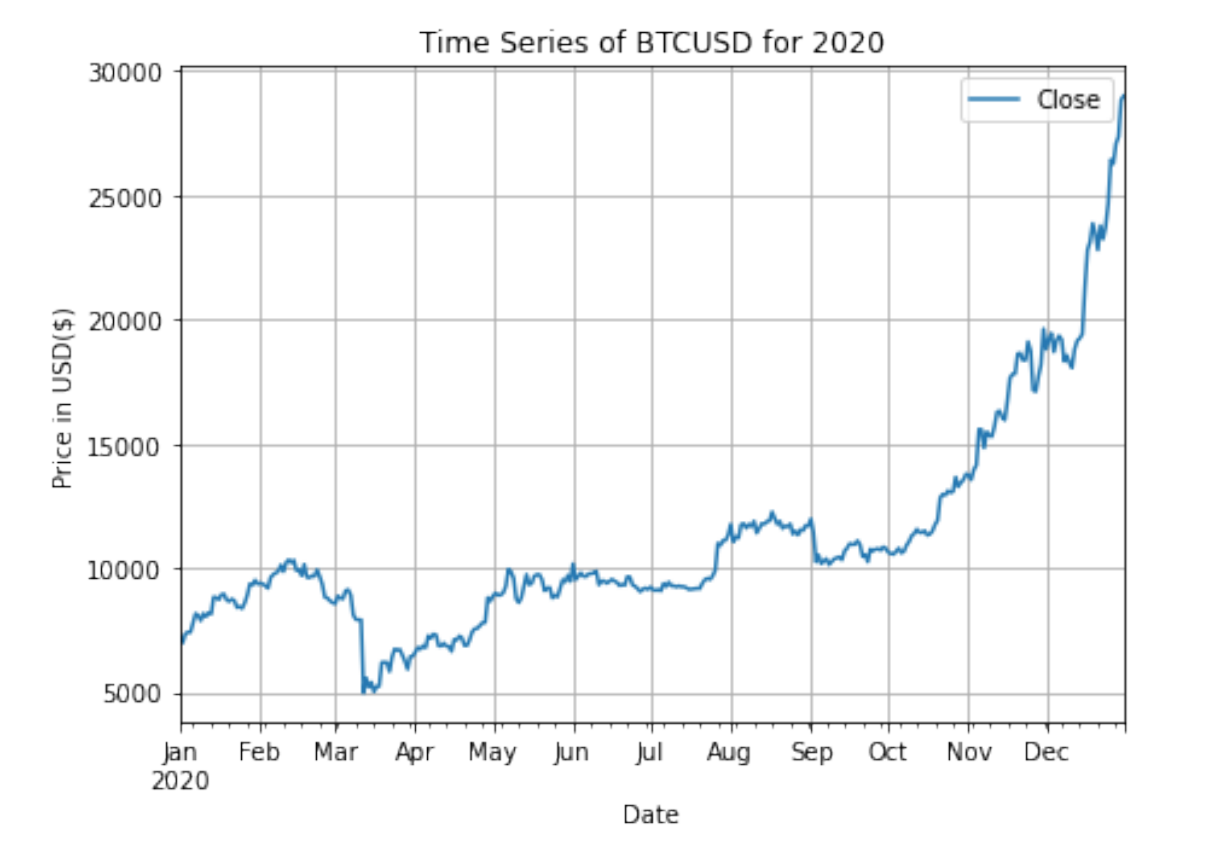 Time Series of BTCUSD for 2020
Close
30000
25000
20000
15000
10000
5000
Price in USD($)
Jan Feb Mar Apr May Jun Jul Aug Sep Oct Nov Dec
2020
Date